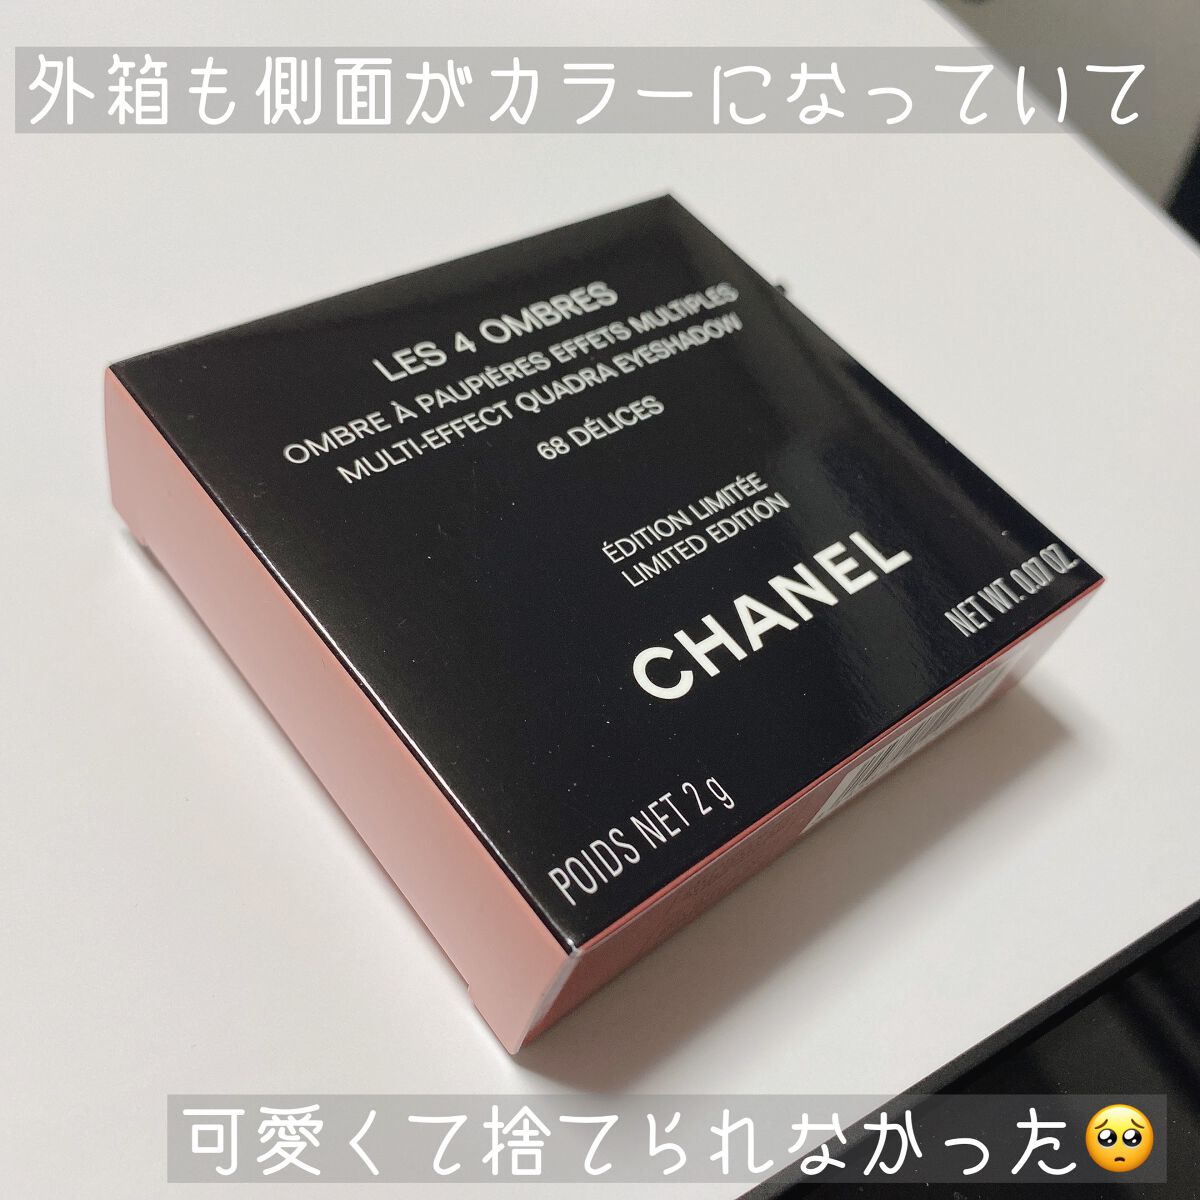 外箱も側面がカラーになっていて
LES 4 OMBRES
OMBRE À PAUPIÈRES EFFETS MULTIPLES
MULTI-EFFECT QUADRA EYESHADOW
68 DÉLICES
ÉDITION LIMITÉE
LIMITED EDITION
CHANEL
POIDS NET 2 g
NET WT. 0.07 OZ.
可愛くて捨てられなかった🥺